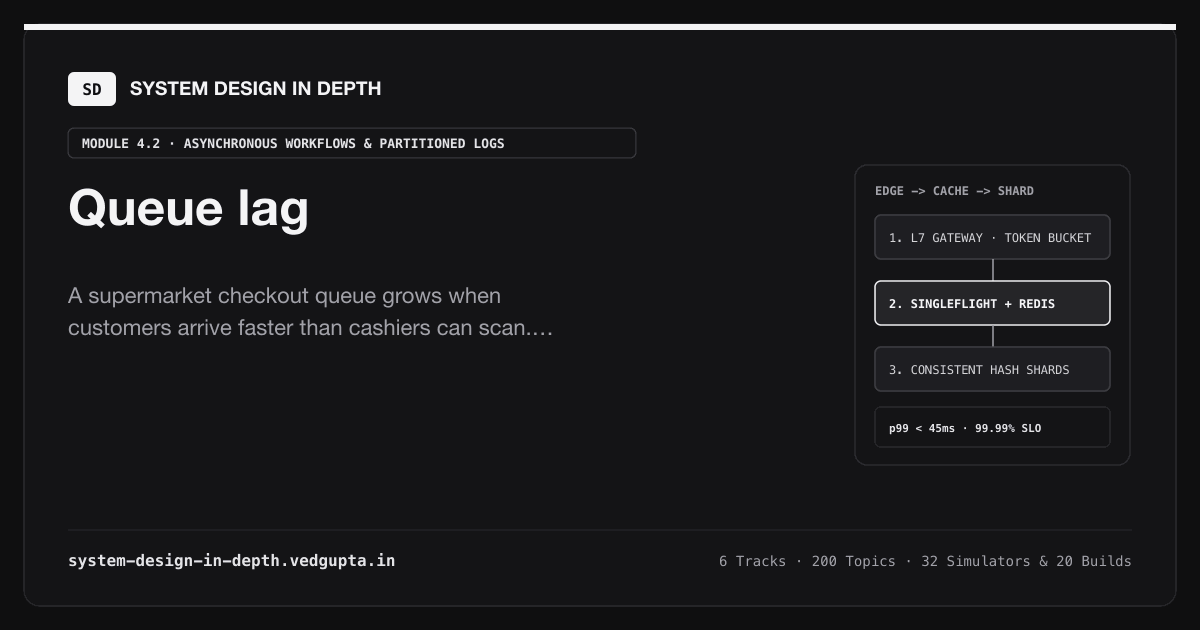 SD
SYSTEM DESIGN IN DEPTH
MODULE 4.2 · ASYNCHRONOUS WORKFLOWS & PARTITIONED LOGS
Queue lag
A supermarket checkout queue grows when
customers arrive faster than cashiers can scan.…
EDGE —> CACHE —> SHARD
1. L7 GATEWAY · TOKEN BUCKET
2. SINGLEFLIGHT + REDIS
3. CONSISTENT HASH SHARDS
p99 < 45ms · 99.99% SLO
system-design-in-depth.vedgupta.in
6 Tracks · 200 Topics · 32 Simulators & 20 Builds